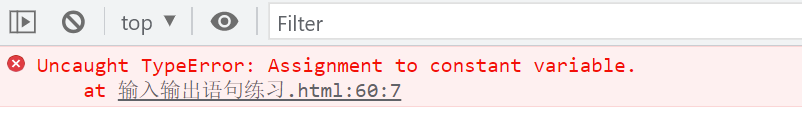 top ▼ Filter
Uncaught TypeError: Assignment to constant variable.
at 输入输出语句练习.html:60:7